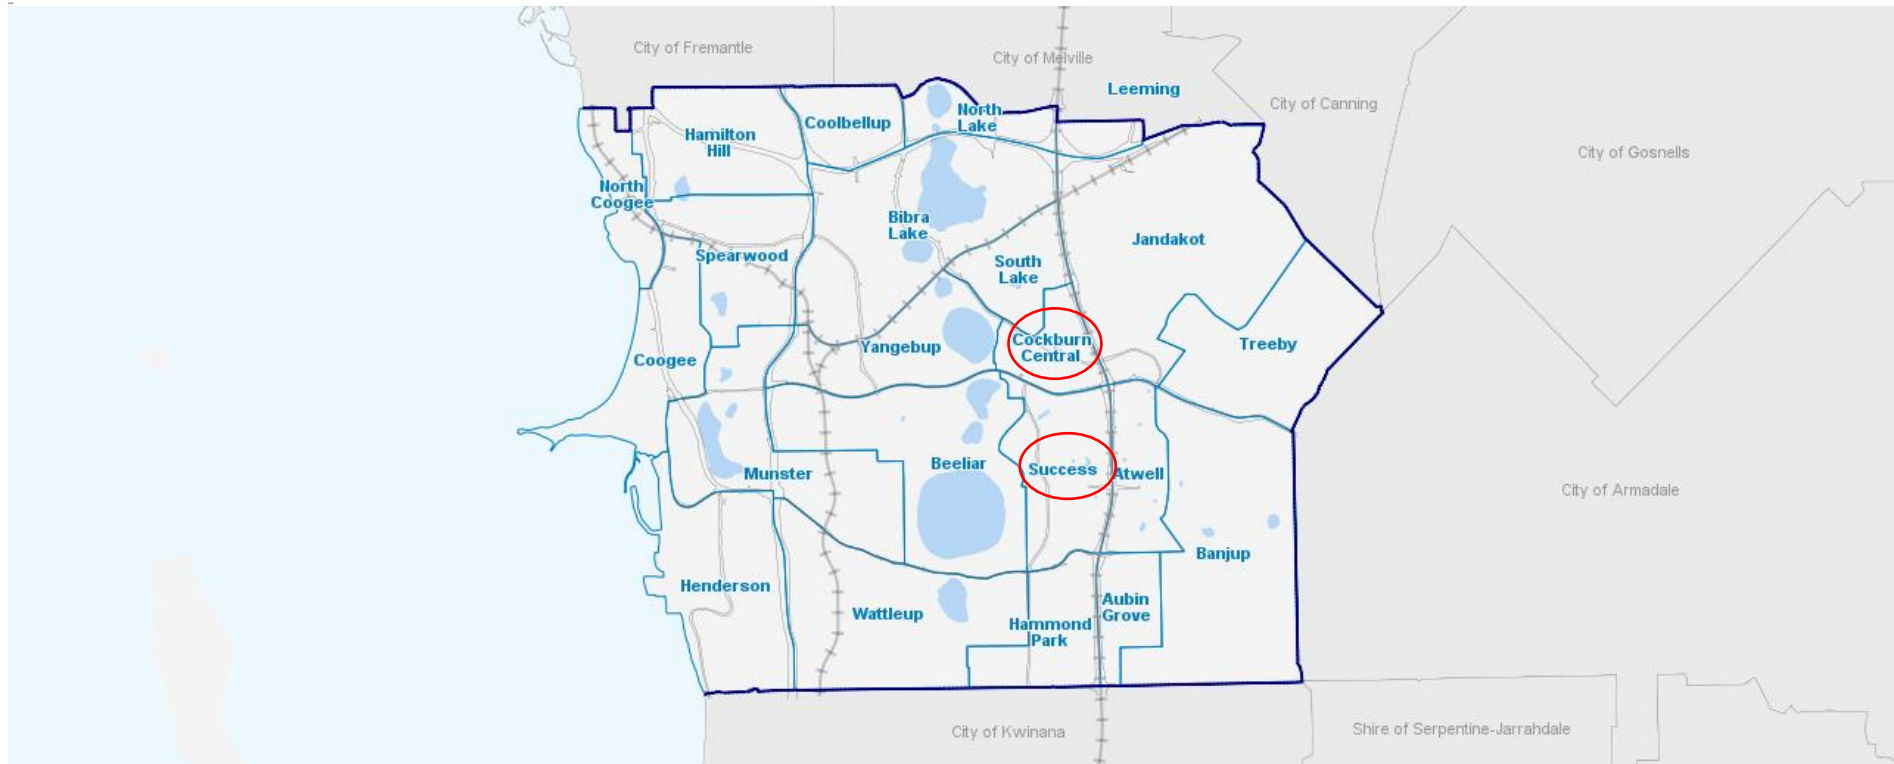 City of Fremantle
City of Melville
Leeming
City of Canning
North
Lake
Coolbellup
Hamilton
Hill
City of Gosnells
North
Coogee
Bibra
Lake
Jandakot
Spearwood
South
Lake
Cockburn
Central
Treeby
Yangebup
Coogee
Beeliar
Success
Atwell
Munster
City of Armadale
Banjup
Henderson
Aubin
Grove
Wattleup
Hammond
Park
City of Kwinana
Shire of Serpentine-Jarrahdale